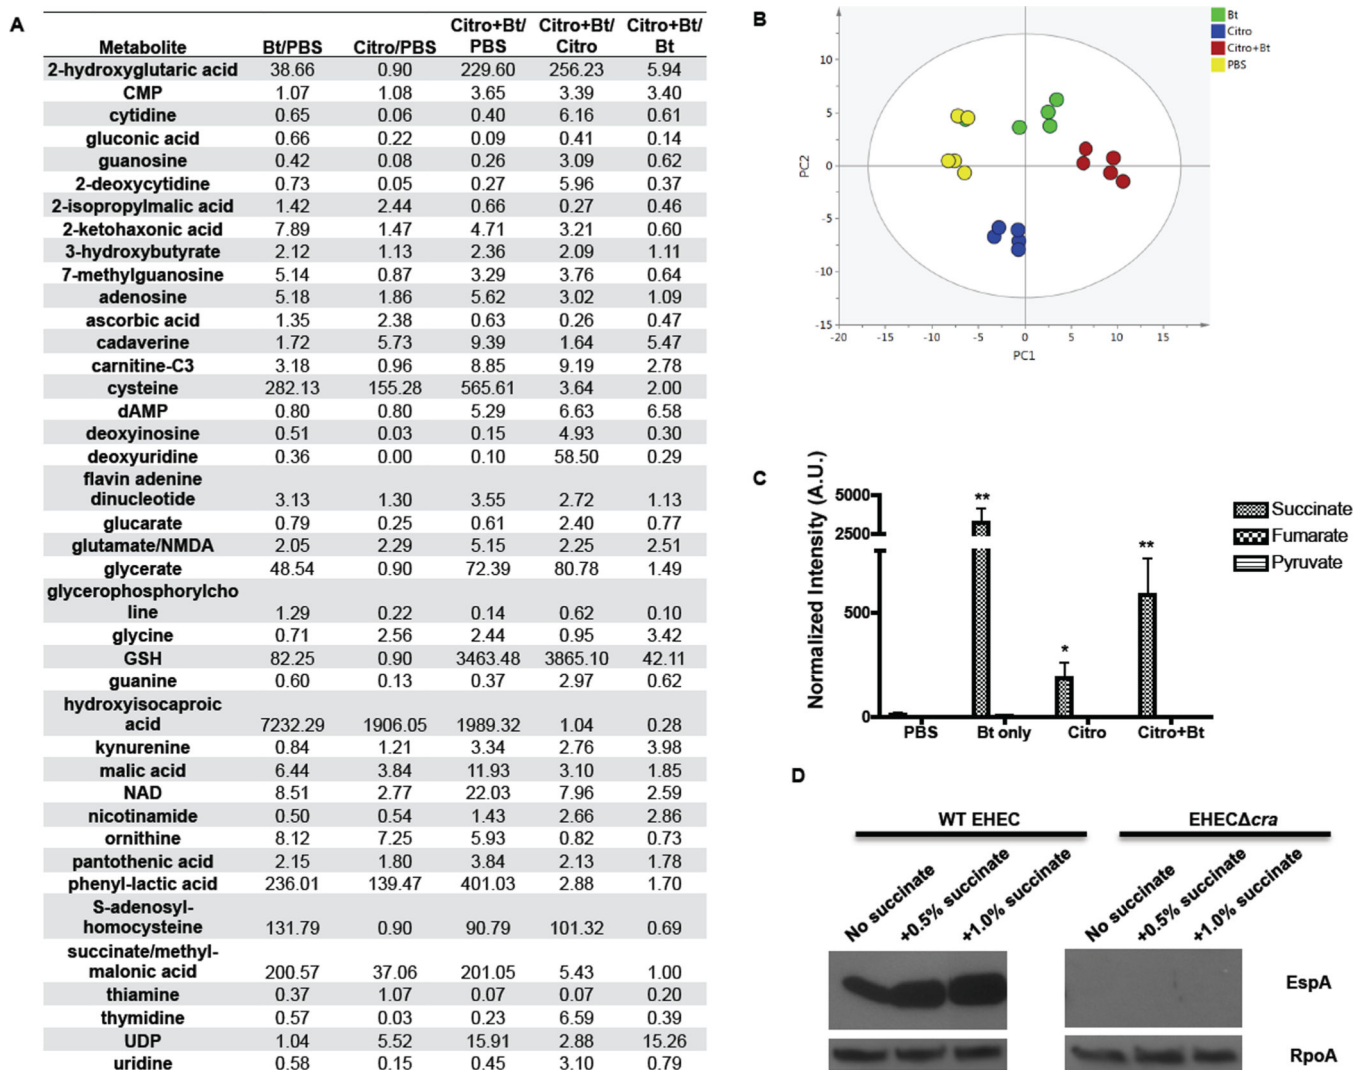 A
Metabolite Bt/PBS Citro/PBS Citro+Bt/ PBS Citro+Bt/ Citro Citro+Bt/ Bt
2-hydroxyglutaric acid 38.66 0.90 229.60 256.23 5.94
CMP 1.07 1.08 3.65 3.39 3.40
cytidine 0.65 0.06 0.40 6.16 0.61
gluconic acid 0.66 0.22 0.09 0.41 0.14
guanosine 0.42 0.08 0.26 3.09 0.62
2-deoxycytidine 0.73 0.05 0.27 5.96 0.37
2-isopropylmalic acid 1.42 2.44 0.66 0.27 0.46
2-ketohaxonic acid 7.89 1.47 4.71 3.21 0.60
3-hydroxybutyrate 2.12 1.13 2.36 2.09 1.11
7-methylguanosine 5.14 0.87 3.29 3.76 0.64
adenosine 5.18 1.86 5.62 3.02 1.09
ascorbic acid 1.35 2.38 0.63 0.26 0.47
cadaverine 1.72 5.73 9.39 1.64 5.47
carnitine-C3 3.18 0.96 8.85 9.19 2.78
cysteine 282.13 155.28 565.61 3.64 2.00
dAMP 0.80 0.80 5.29 6.63 6.58
deoxyinosine 0.51 0.03 0.15 4.93 0.30
deoxyuridine 0.36 0.00 0.10 58.50 0.29
flavin adenine
dinucleotide 3.13 1.30 3.55 2.72 1.13
glucarate 0.79 0.25 0.61 2.40 0.77
glutamate/NMDA 2.05 2.29 5.15 2.25 2.51
glycerate 48.54 0.90 72.39 80.78 1.49
glycerophosphorylcho
line 1.29 0.22 0.14 0.62 0.10
glycine 0.71 2.56 2.44 0.95 3.42
GSH 82.25 0.90 3463.48 3865.10 42.11
guanine 0.60 0.13 0.37 2.97 0.62
hydroxyisocaproic
acid 7232.29 1906.05 1989.32 1.04 0.28
kynurenine 0.84 1.21 3.34 2.76 3.98
malic acid 6.44 3.84 11.93 3.10 1.85
NAD 8.51 2.77 22.03 7.96 2.59
nicotinamide 0.50 0.54 1.43 2.66 2.86
ornithine 8.12 7.25 5.93 0.82 0.73
pantothenic acid 2.15 1.80 3.84 2.13 1.78
phenyl-lactic acid 236.01 139.47 401.03 2.88 1.70
S-adenosyl-
homocysteine 131.79 0.90 90.79 101.32 0.69
succinate/methyl-
malonic acid 200.57 37.06 201.05 5.43 1.00
thiamine 0.37 1.07 0.07 0.07 0.20
thymidine 0.57 0.03 0.23 6.59 0.39
UDP 1.04 5.52 15.91 2.88 15.26
uridine 0.58 0.15 0.45 3.10 0.79
B
Bt
Citro
Citro+Bt
PBS
PC2
10
5
0
-5
-10
-15
-20 -15 -10 -5 0 5 10 15 20
PC1
C
Normalized Intensity (A.U.)
5000
2500
500
0
** * **
PBS Bt only Citro Citro+Bt
Succinate
Fumarate
Pyruvate
D
WT EHEC EHECΔcra
No succinate
+0.5% succinate
+1.0% succinate
No succinate
+0.5% succinate
+1.0% succinate
EspA
RpoA